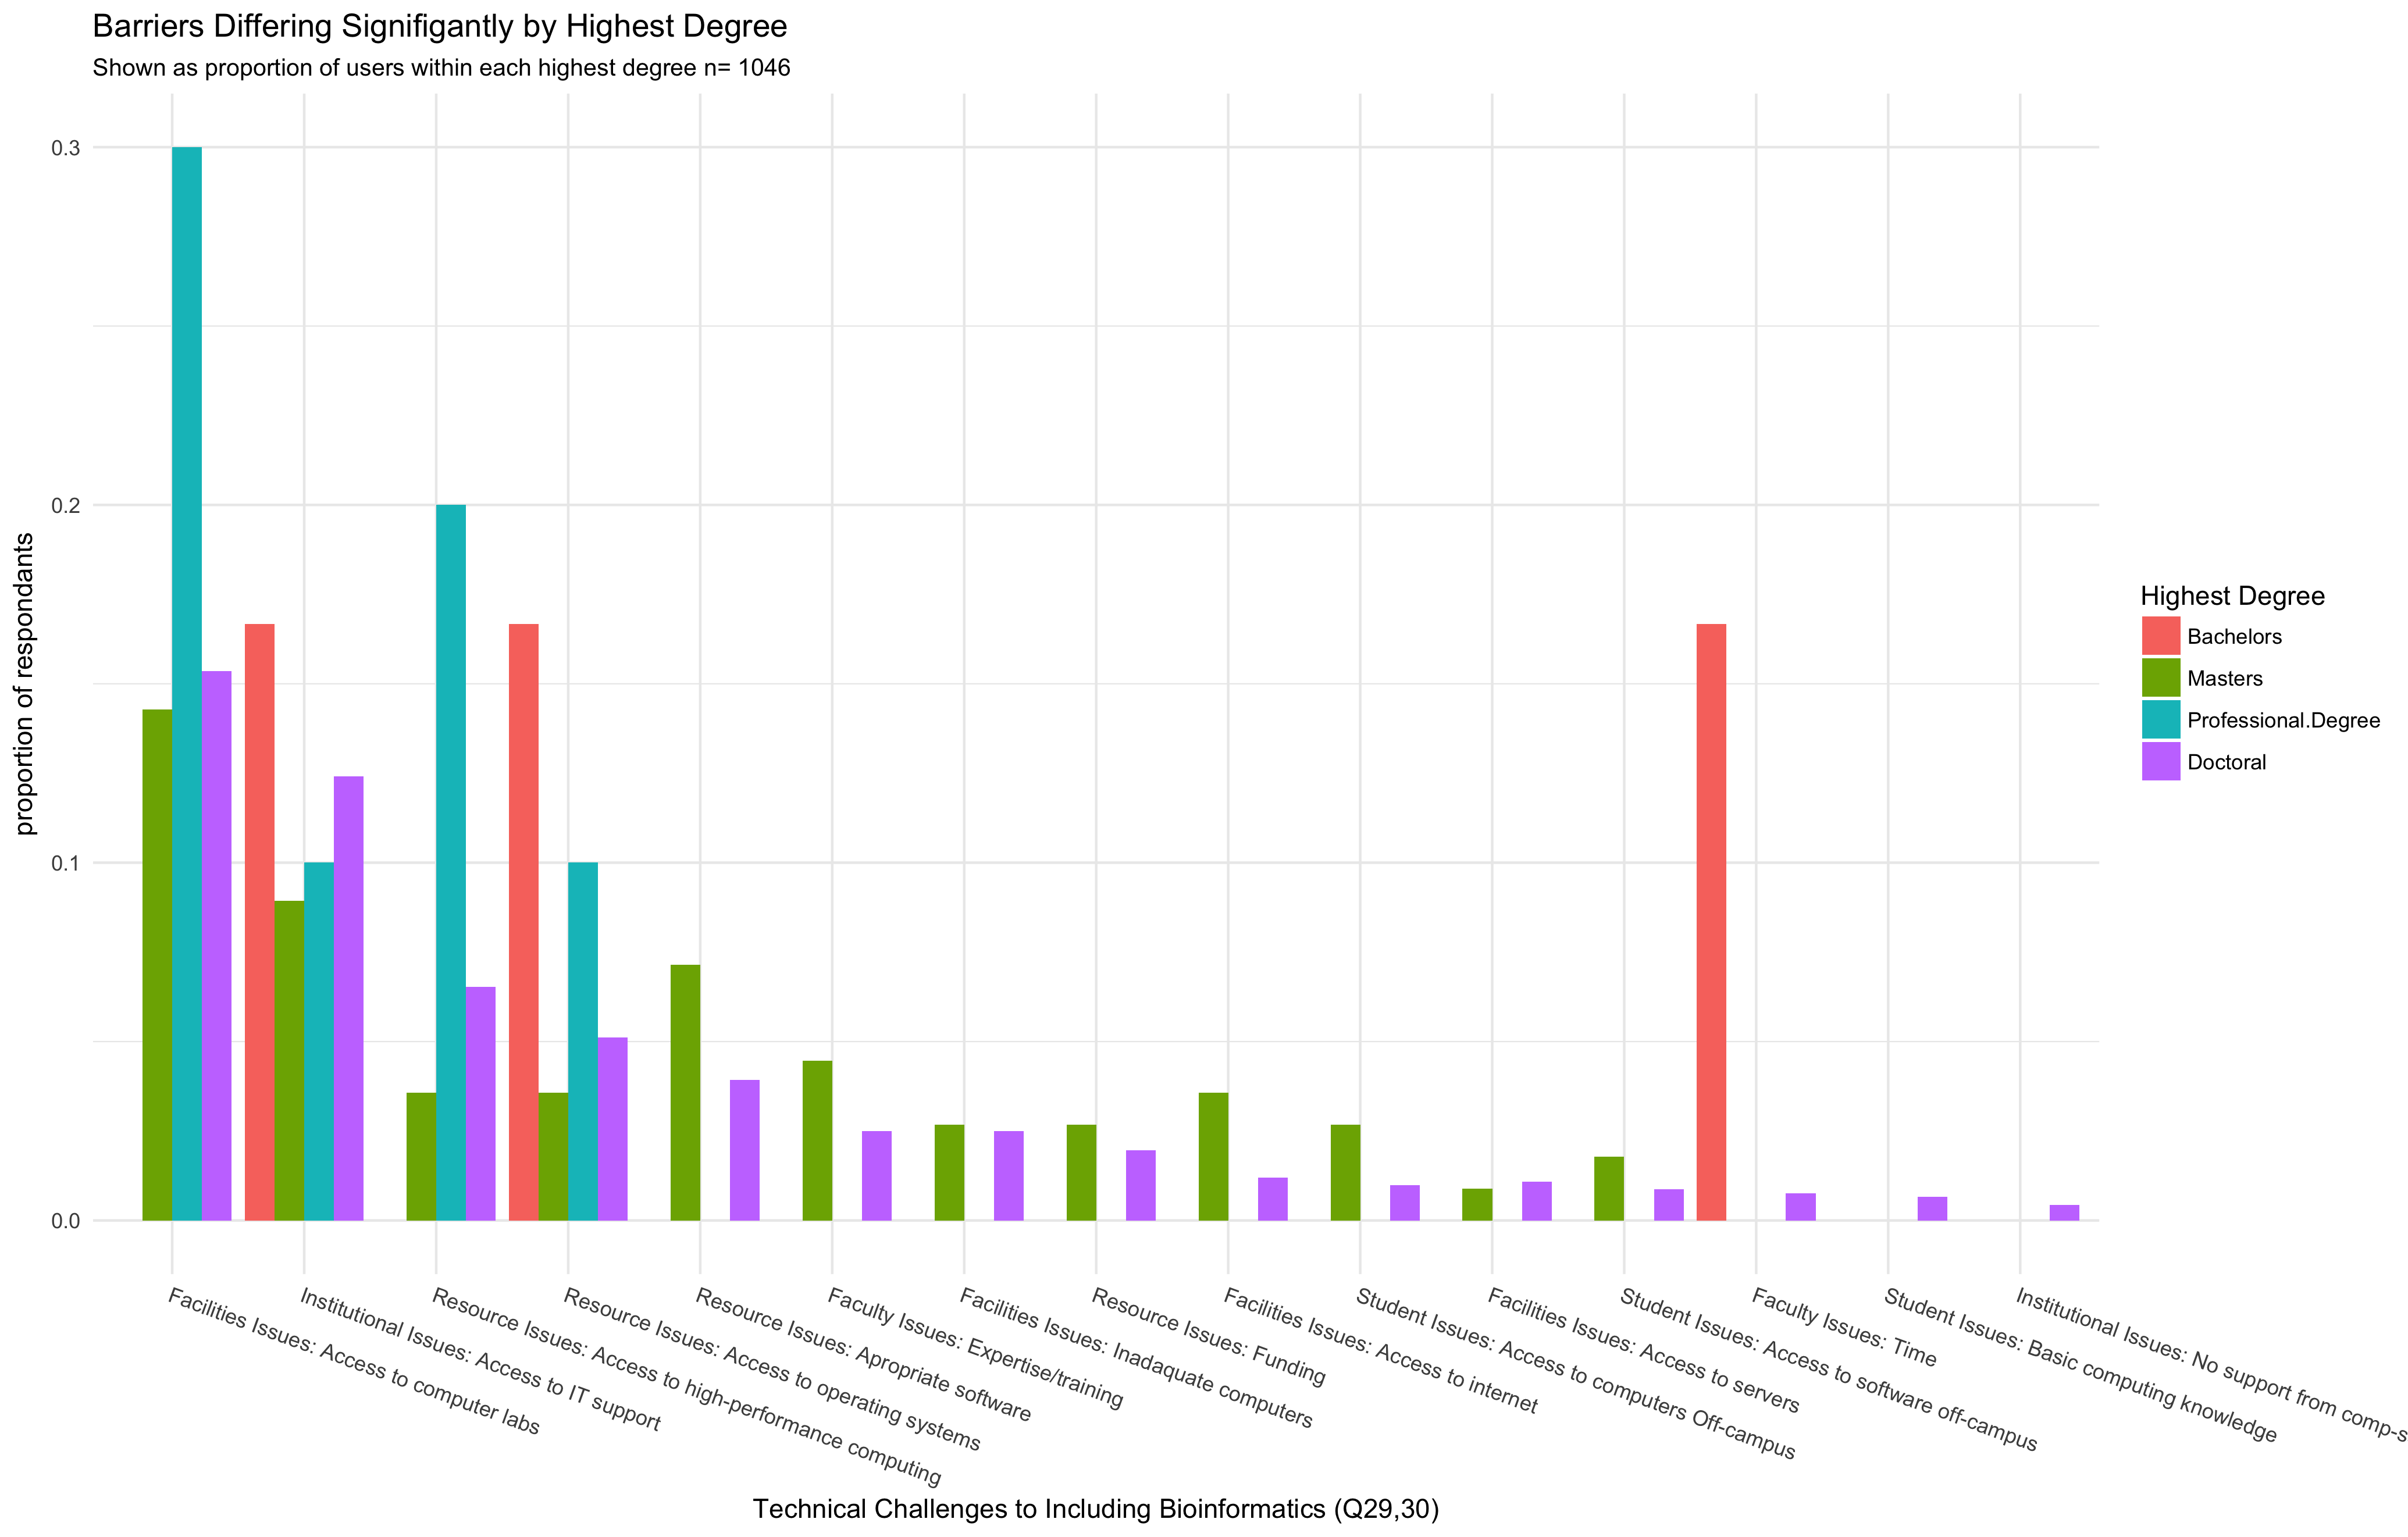 Barriers Differing Signifigantly by Highest Degree
Shown as proportion of users within each highest degree n= 1046
proportion of respondants
0.3
0.2
0.1
0.0
Facilities Issues: Access to computer labs
Institutional Issues: Access to IT support
Resource Issues: Access to high-performance computing
Resource Issues: Access to operating systems
Resource Issues: Apropriate software
Faculty Issues: Expertise/training
Facilities Issues: Inadaquate computers
Resource Issues: Funding
Facilities Issues: Access to internet
Student Issues: Access to computers Off-campus
Facilities Issues: Access to servers
Student Issues: Access to software off-campus
Faculty Issues: Time
Student Issues: Basic computing knowledge
Institutional Issues: No support from comp-s
Technical Challenges to Including Bioinformatics (Q29,30)
Highest Degree
Bachelors
Masters
Professional.Degree
Doctoral